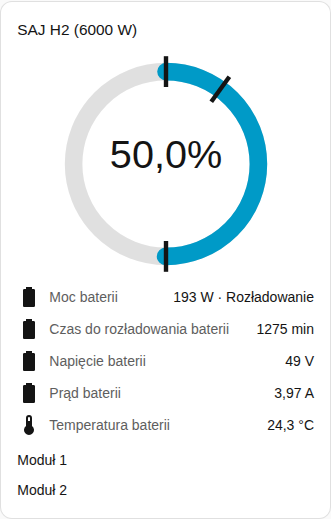 SAJ H2 (6000 W)
50,0%
Moc baterii 193 W · Rozładowanie
Czas do rozładowania baterii 1275 min
Napięcie baterii 49 V
Prąd baterii 3,97 A
Temperatura baterii 24,3 °C
Moduł 1
Moduł 2